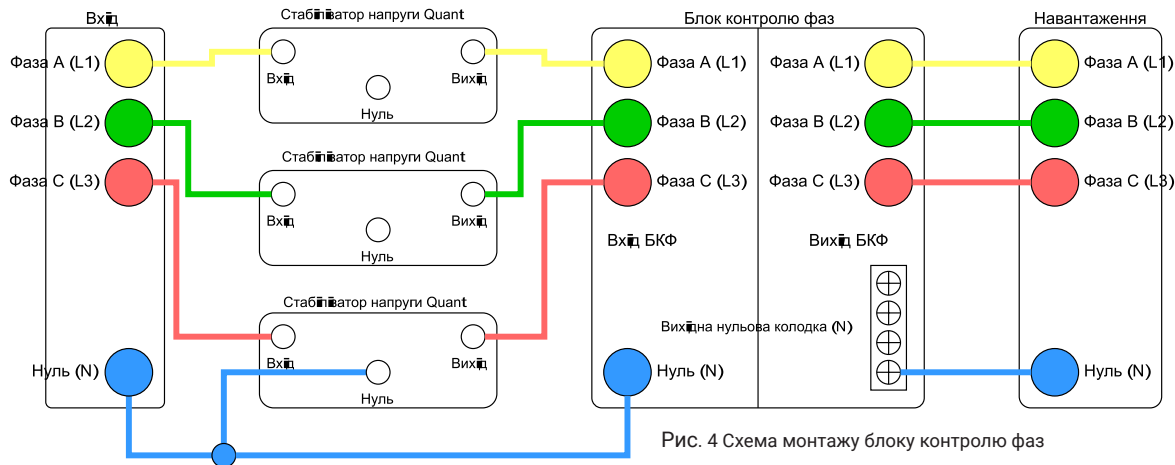 Вхід
Фаза A (L1)
Фаза B (L2)
Фаза C (L3)
Нуль (N)
Стабілізатор напруги Quant
Вхід
Вихід
Нуль
Стабілізатор напруги Quant
Вхід
Вихід
Нуль
Стабілізатор напруги Quant
Вхід
Вихід
Нуль
Блок контролю фаз
Фаза A (L1)
Фаза B (L2)
Фаза C (L3)
Вхід БКФ
Нуль (N)
Фаза A (L1)
Фаза B (L2)
Фаза C (L3)
Вихід БКФ
Вихідна нульова колодка (N)
Навантаження
Фаза A (L1)
Фаза B (L2)
Фаза C (L3)
Нуль (N)
Рис. 4 Схема монтажу блоку контролю фаз